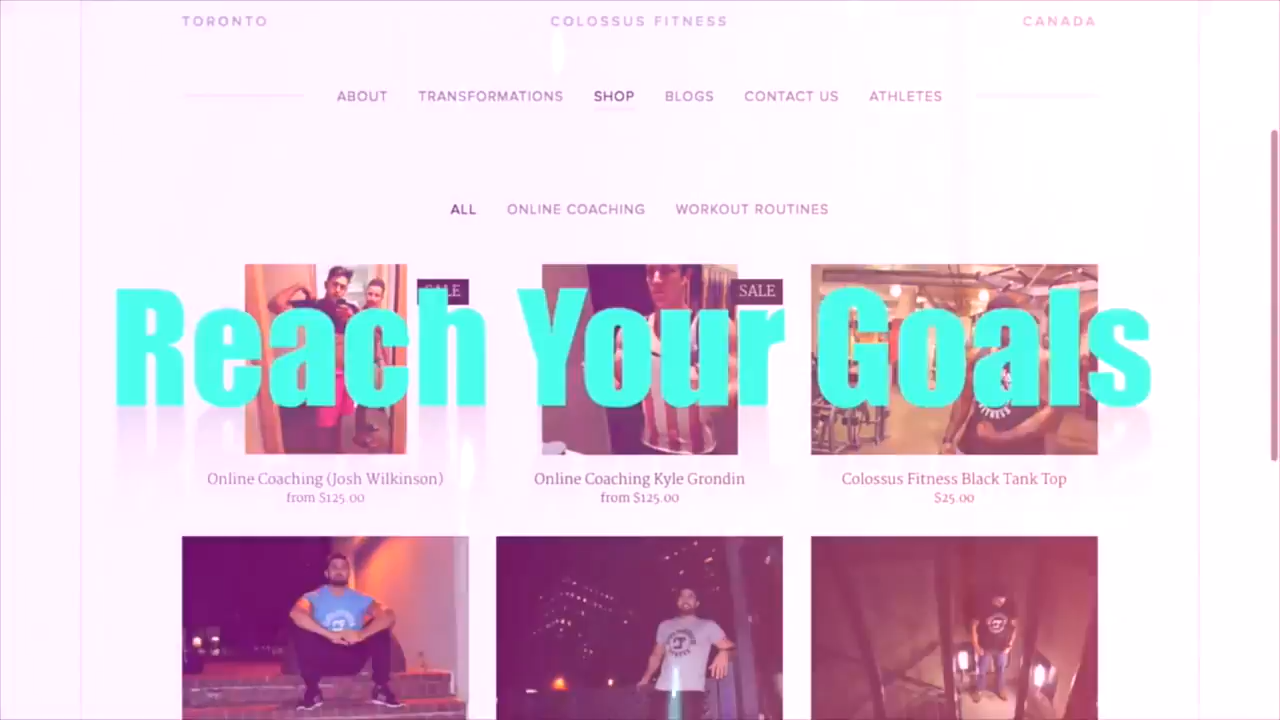 TORONTO COLOSSUS FITNESS CANADA
ABOUT TRANSFORMATIONS SHOP BLOGS CONTACT US ATHLETES
ALL ONLINE COACHING WORKOUT ROUTINES
SALE SALE
Reach Your Goals
FITNESS
Online Coaching (Josh Wilkinson) Online Coaching Kyle Grondin Colossus Fitness Black Tank Top
from $125.00 from $125.00 $25.00
FITNESS